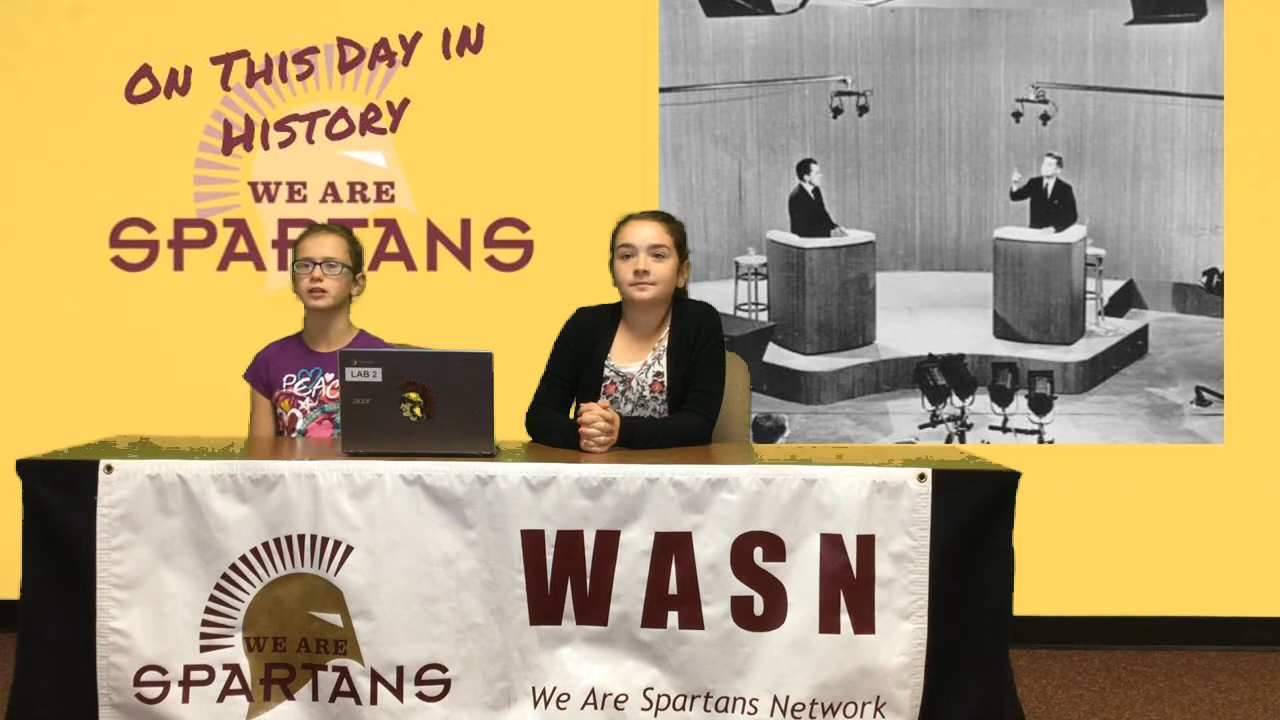 On This Day in
History
WE ARE
SPARTANS
PEAC
LAB 2
acer
WE ARE
SPARTANS
WASN
We Are Spartans Network